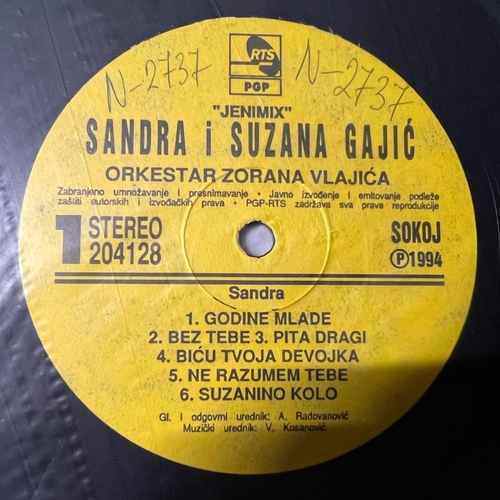 RTS
PGP
N-2737 N-2737
"JENIMIX"
SANDRA i SUZANA GAJIĆ
ORKESTAR ZORANA VLAJIĆA
Zabranjeno umnožavanje i presnimavanje • Javno izvođenje i emitovanje podleže
zaštiti autorskih i izvođačkih prava • PGP-RTS zadržava sva prava reprodukcije
1 STEREO SOKOJ
204128 ℗1994
Sandra
1. GODINE MLADE
2. BEZ TEBE 3. PITA DRAGI
4. BIĆU TVOJA DEVOJKA
5. NE RAZUMEM TEBE
6. SUZANINO KOLO
Gl. i odgovrni urednik: A. Radovanović
Muzički urednik: V. Kosanović